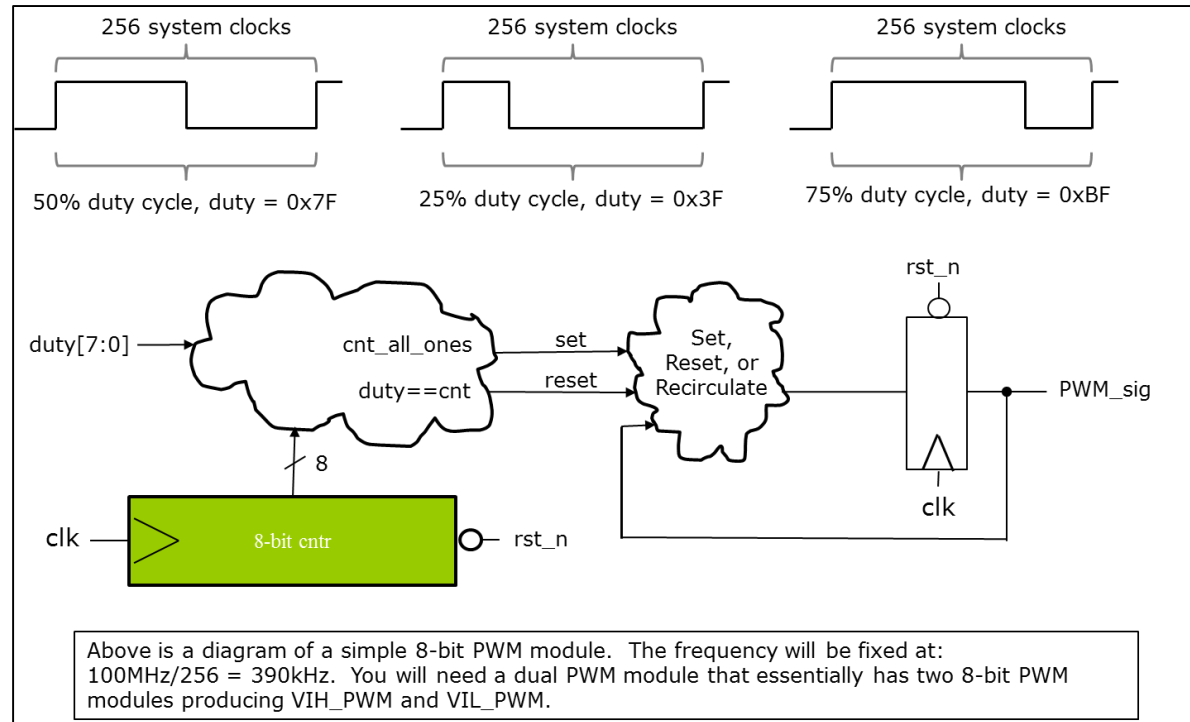 256 system clocks
256 system clocks
256 system clocks
50% duty cycle, duty = 0x7F
25% duty cycle, duty = 0x3F
75% duty cycle, duty = 0xBF
rst_n
duty[7:0]
cnt_all_ones
set
Set,
Reset, or
Recirculate
duty==cnt
reset
PWM_sig
8
clk
clk
8-bit cntr
rst_n
Above is a diagram of a simple 8-bit PWM module.  The frequency will be fixed at:
100MHz/256 = 390kHz.  You will need a dual PWM module that essentially has two 8-bit PWM
modules producing VIH_PWM and VIL_PWM.